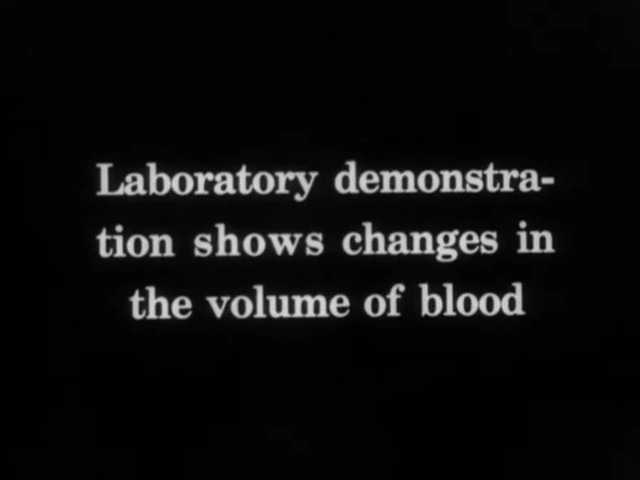 Laboratory demonstra-
tion shows changes in
the volume of blood